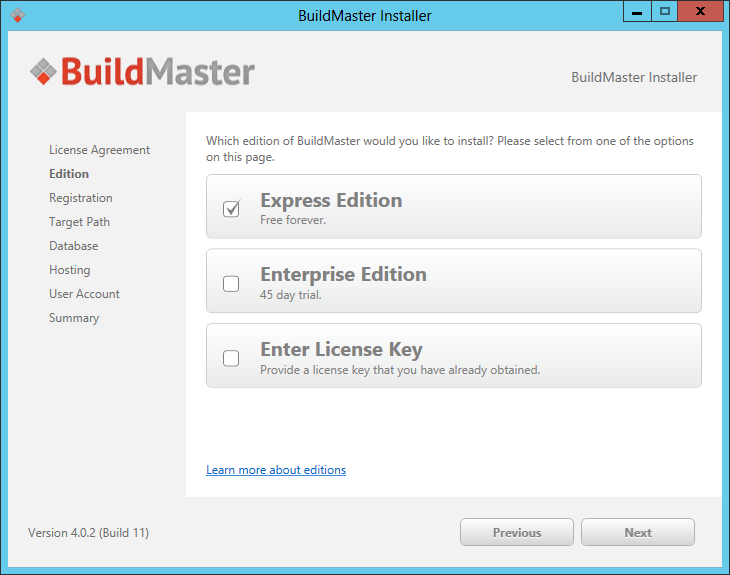 BuildMaster Installer
BuildMaster
BuildMaster Installer
License Agreement
Edition
Registration
Target Path
Database
Hosting
User Account
Summary
Which edition of BuildMaster would you like to install? Please select from one of the options
on this page.
Express Edition
Free forever.
Enterprise Edition
45 day trial.
Enter License Key
Provide a license key that you have already obtained.
Learn more about editions
Version 4.0.2 (Build 11)
Previous
Next